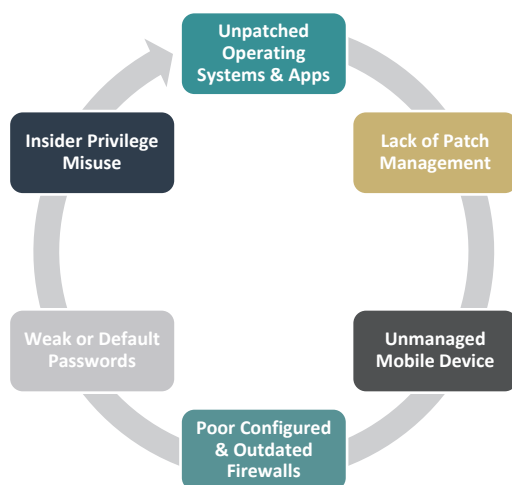 Unpatched
Operating
Systems & Apps
Lack of Patch
Management
Unmanaged
Mobile Device
Poor Configured
& Outdated
Firewalls
Weak or Default
Passwords
Insider Privilege
Misuse